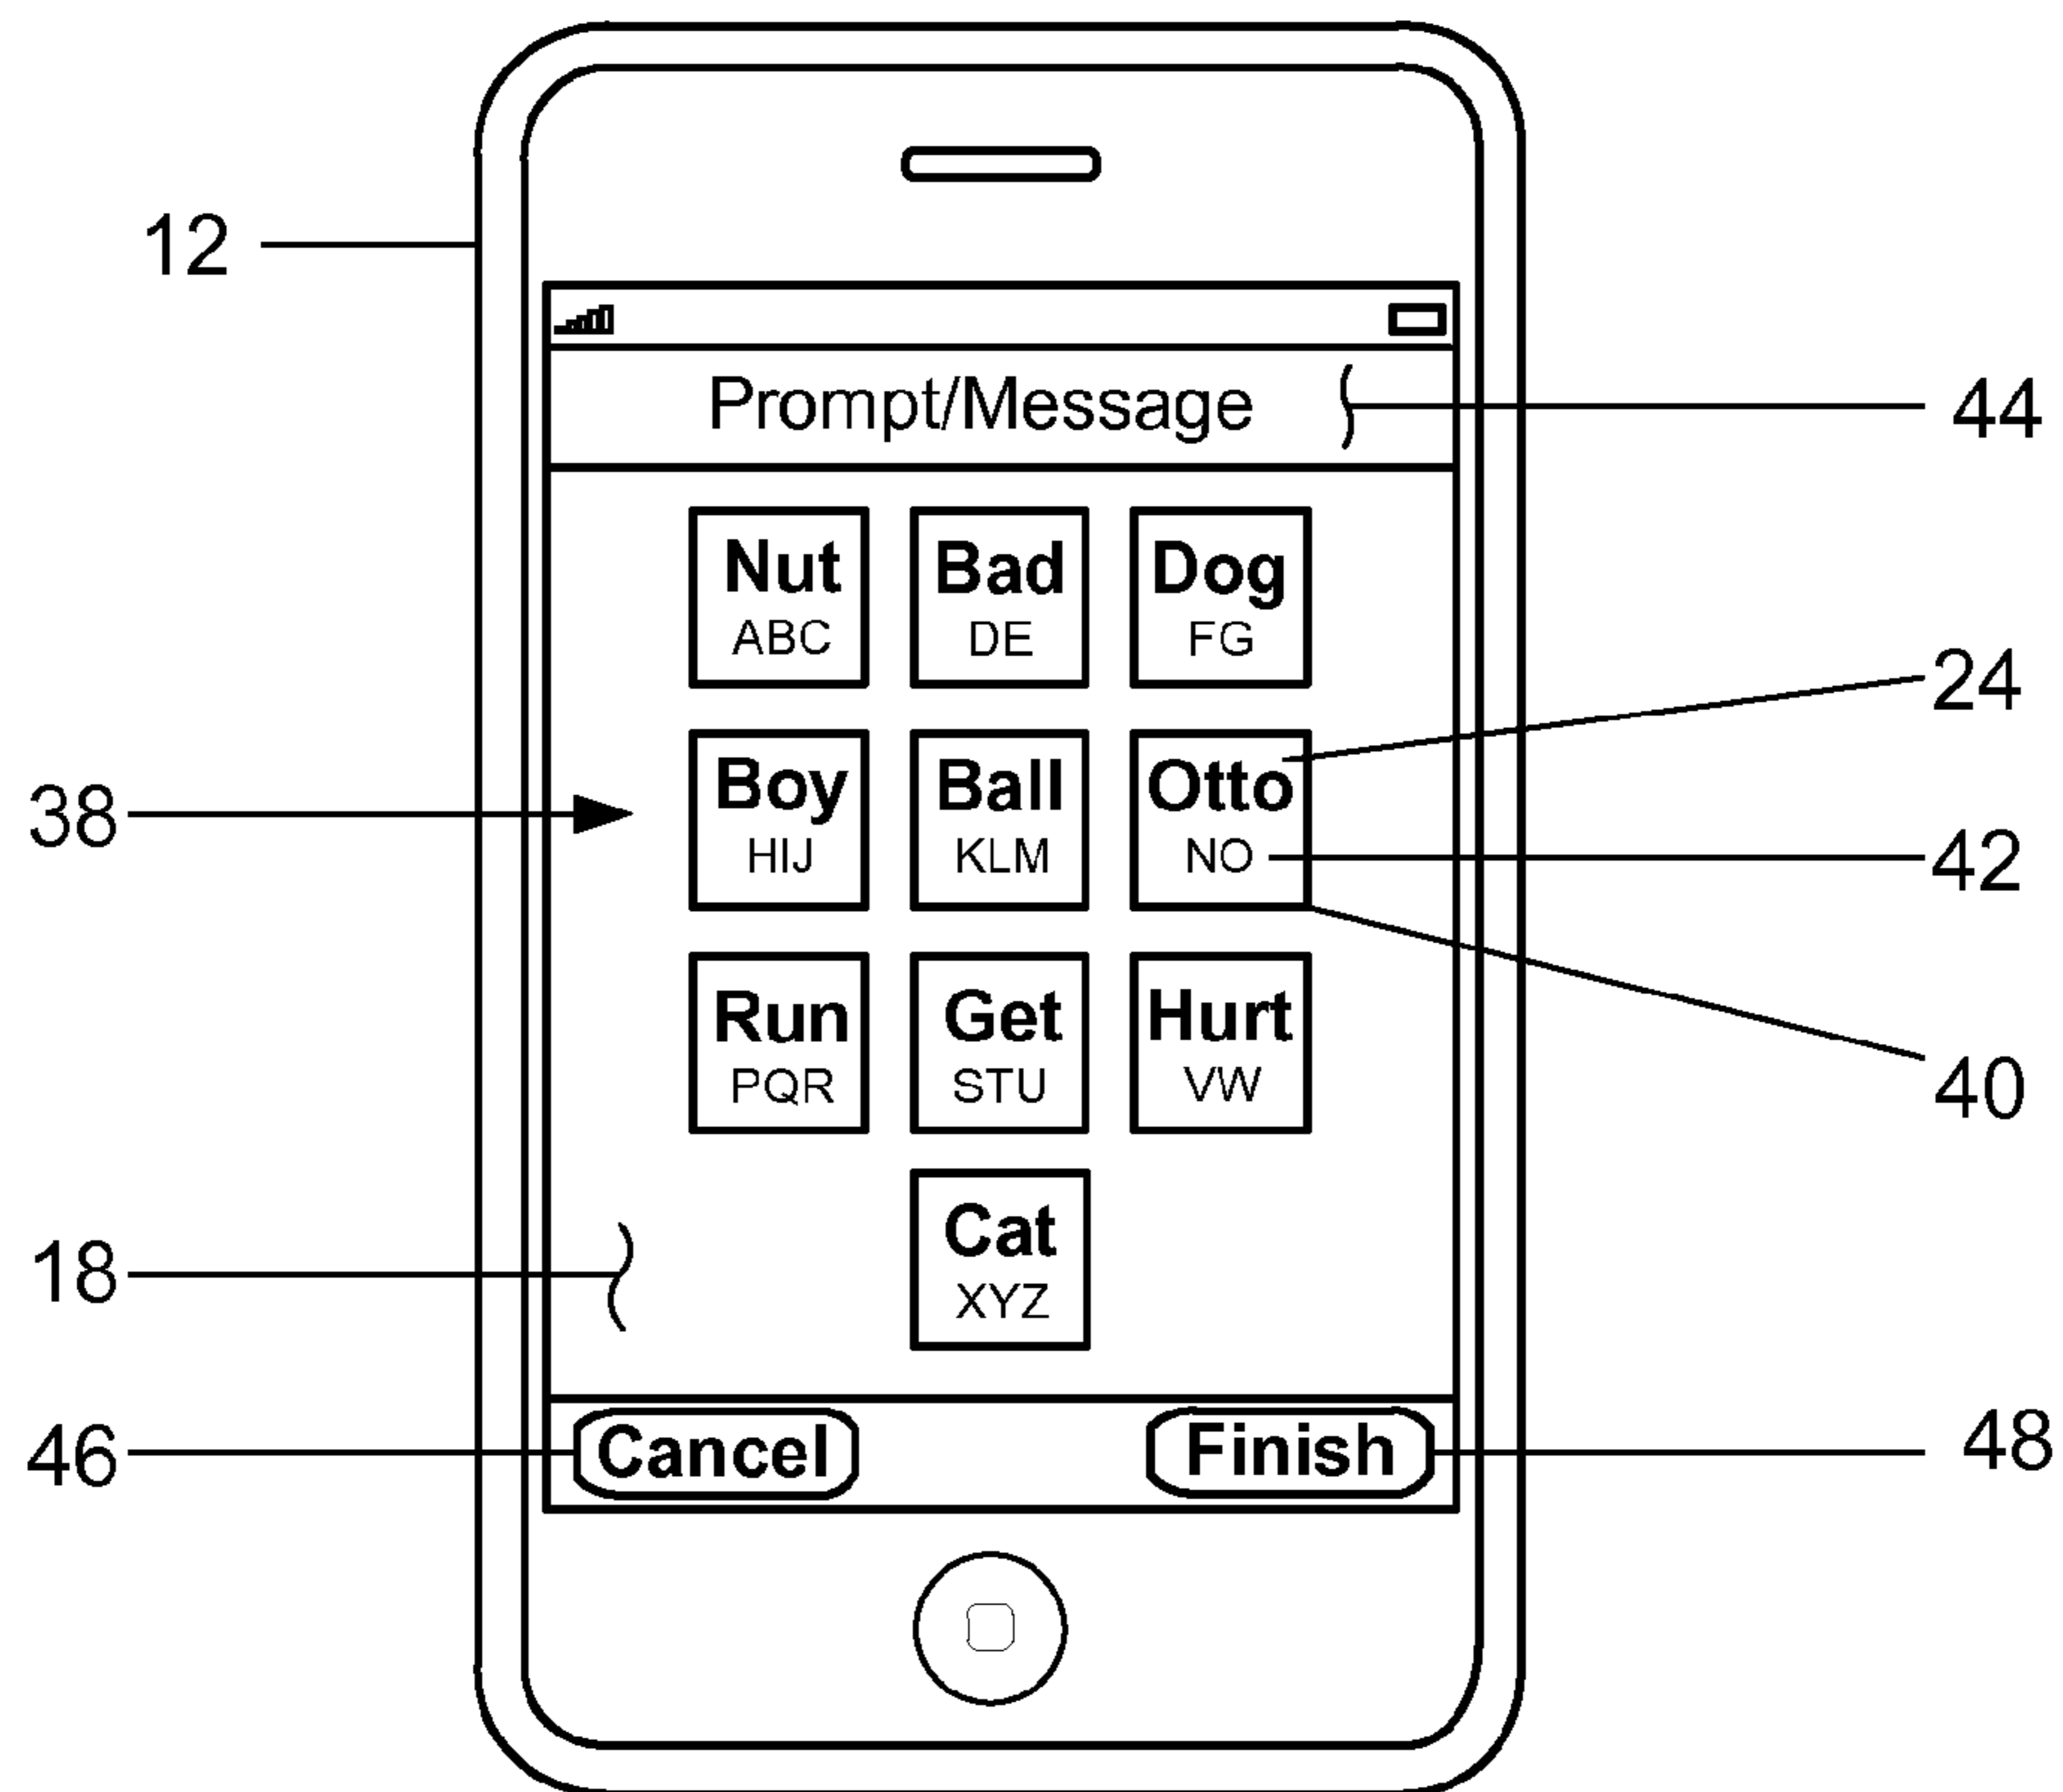 12
Prompt/Message
44
Nut Bad Dog
ABC DE FG
24
38
Boy Ball Otto
HIJ KLM NO
42
Run Get Hurt
PQR STU VW
40
Cat
XYZ
18
46
Cancel Finish
48